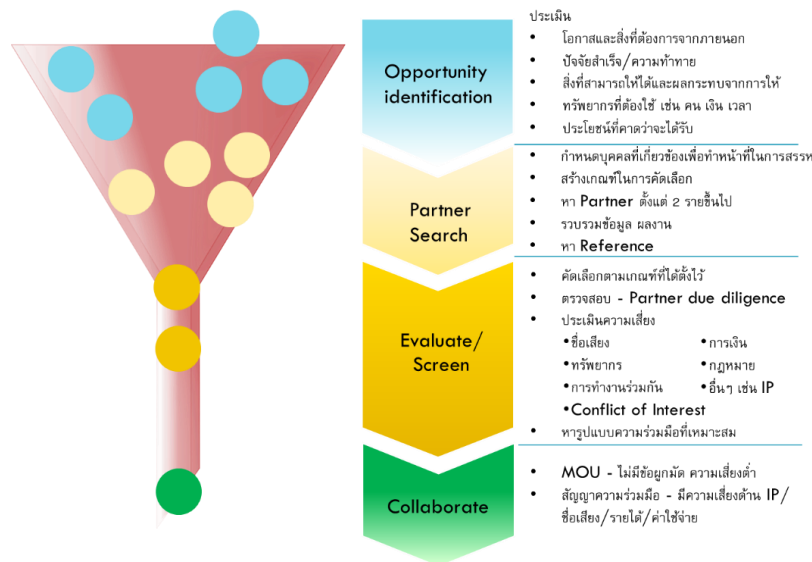 Opportunity
identification
ประเมิน
• โอกาสและสิ่งที่ต้องการจากภายนอก
• ปัจจัยสำเร็จ/ความท้าทาย
• สิ่งที่สามารถให้ได้และผลกระทบจากการให้
• ทรัพยากรที่ต้องใช้ เช่น คน เงิน เวลา
• ประโยชน์ที่คาดว่าจะได้รับ
Partner
Search
• กำหนดบุคคลที่เกี่ยวข้องเพื่อทำหน้าที่ในการสรรห
• สร้างเกณฑ์ในการคัดเลือก
• หา Partner ตั้งแต่ 2 รายขึ้นไป
• รวบรวมข้อมูล ผลงาน
• หา Reference
Evaluate/
Screen
• คัดเลือกตามเกณฑ์ที่ได้ตั้งไว้
• ตรวจสอบ - Partner due diligence
• ประเมินความเสี่ยง
•ชื่อเสียง •การเงิน
•ทรัพยากร •กฎหมาย
•การทำงานร่วมกัน •อื่นๆ เช่น IP
•Conflict of Interest
• หารูปแบบความร่วมมือที่เหมาะสม
Collaborate
• MOU - ไม่มีข้อผูกมัด ความเสี่ยงต่ำ
• สัญญาความร่วมมือ - มีความเสี่ยงด้าน IP/
ชื่อเสียง/รายได้/ค่าใช้จ่าย